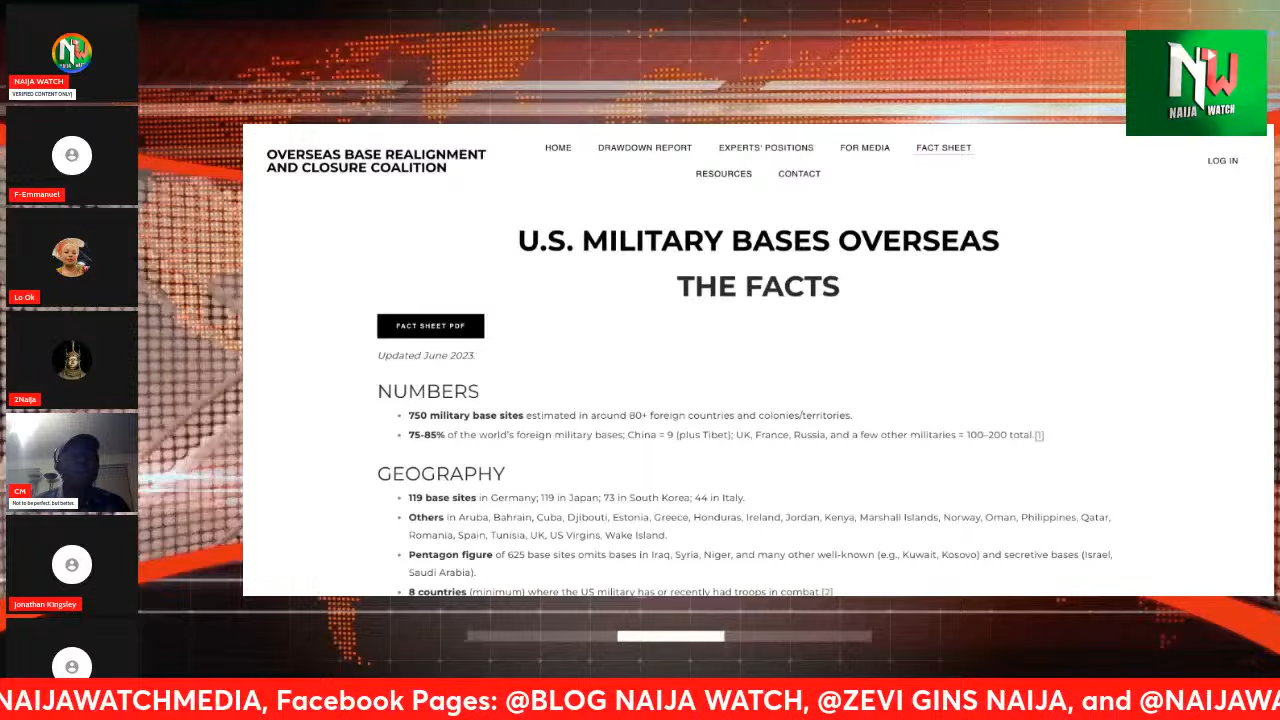 NAIJA WATCH
VERIFIED CONTENT ONLY|
F-Emmanuel
Lo Ok
2Naija
CM
Not to be perfect, but better.
Jonathan Kingsley
NW
NAIJA WATCH
OVERSEAS BASE REALIGNMENT
AND CLOSURE COALITION
HOME DRAWDOWN REPORT EXPERTS' POSITIONS FOR MEDIA FACT SHEET
RESOURCES CONTACT
LOG IN
U.S. MILITARY BASES OVERSEAS
THE FACTS
FACT SHEET PDF
Updated June 2023.
NUMBERS
• 750 military base sites estimated in around 80+ foreign countries and colonies/territories.
• 75-85% of the world's foreign military bases; China = 9 (plus Tibet); UK, France, Russia, and a few other militaries = 100–200 total.[1]
GEOGRAPHY
• 119 base sites in Germany; 119 in Japan; 73 in South Korea; 44 in Italy.
• Others in Aruba, Bahrain, Cuba, Djibouti, Estonia, Greece, Honduras, Ireland, Jordan, Kenya, Marshall Islands, Norway, Oman, Philippines, Qatar,
Romania, Spain, Tunisia, UK, US Virgins, Wake Island.
• Pentagon figure of 625 base sites omits bases in Iraq, Syria, Niger, and many other well-known (e.g., Kuwait, Kosovo) and secretive bases (Israel,
Saudi Arabia).
• 8 countries (minimum) where the US military has or recently had troops in combat.[2]
NAIJAWATCHMEDIA, Facebook Pages: @BLOG NAIJA WATCH, @ZEVI GINS NAIJA, and @NAIJAWA